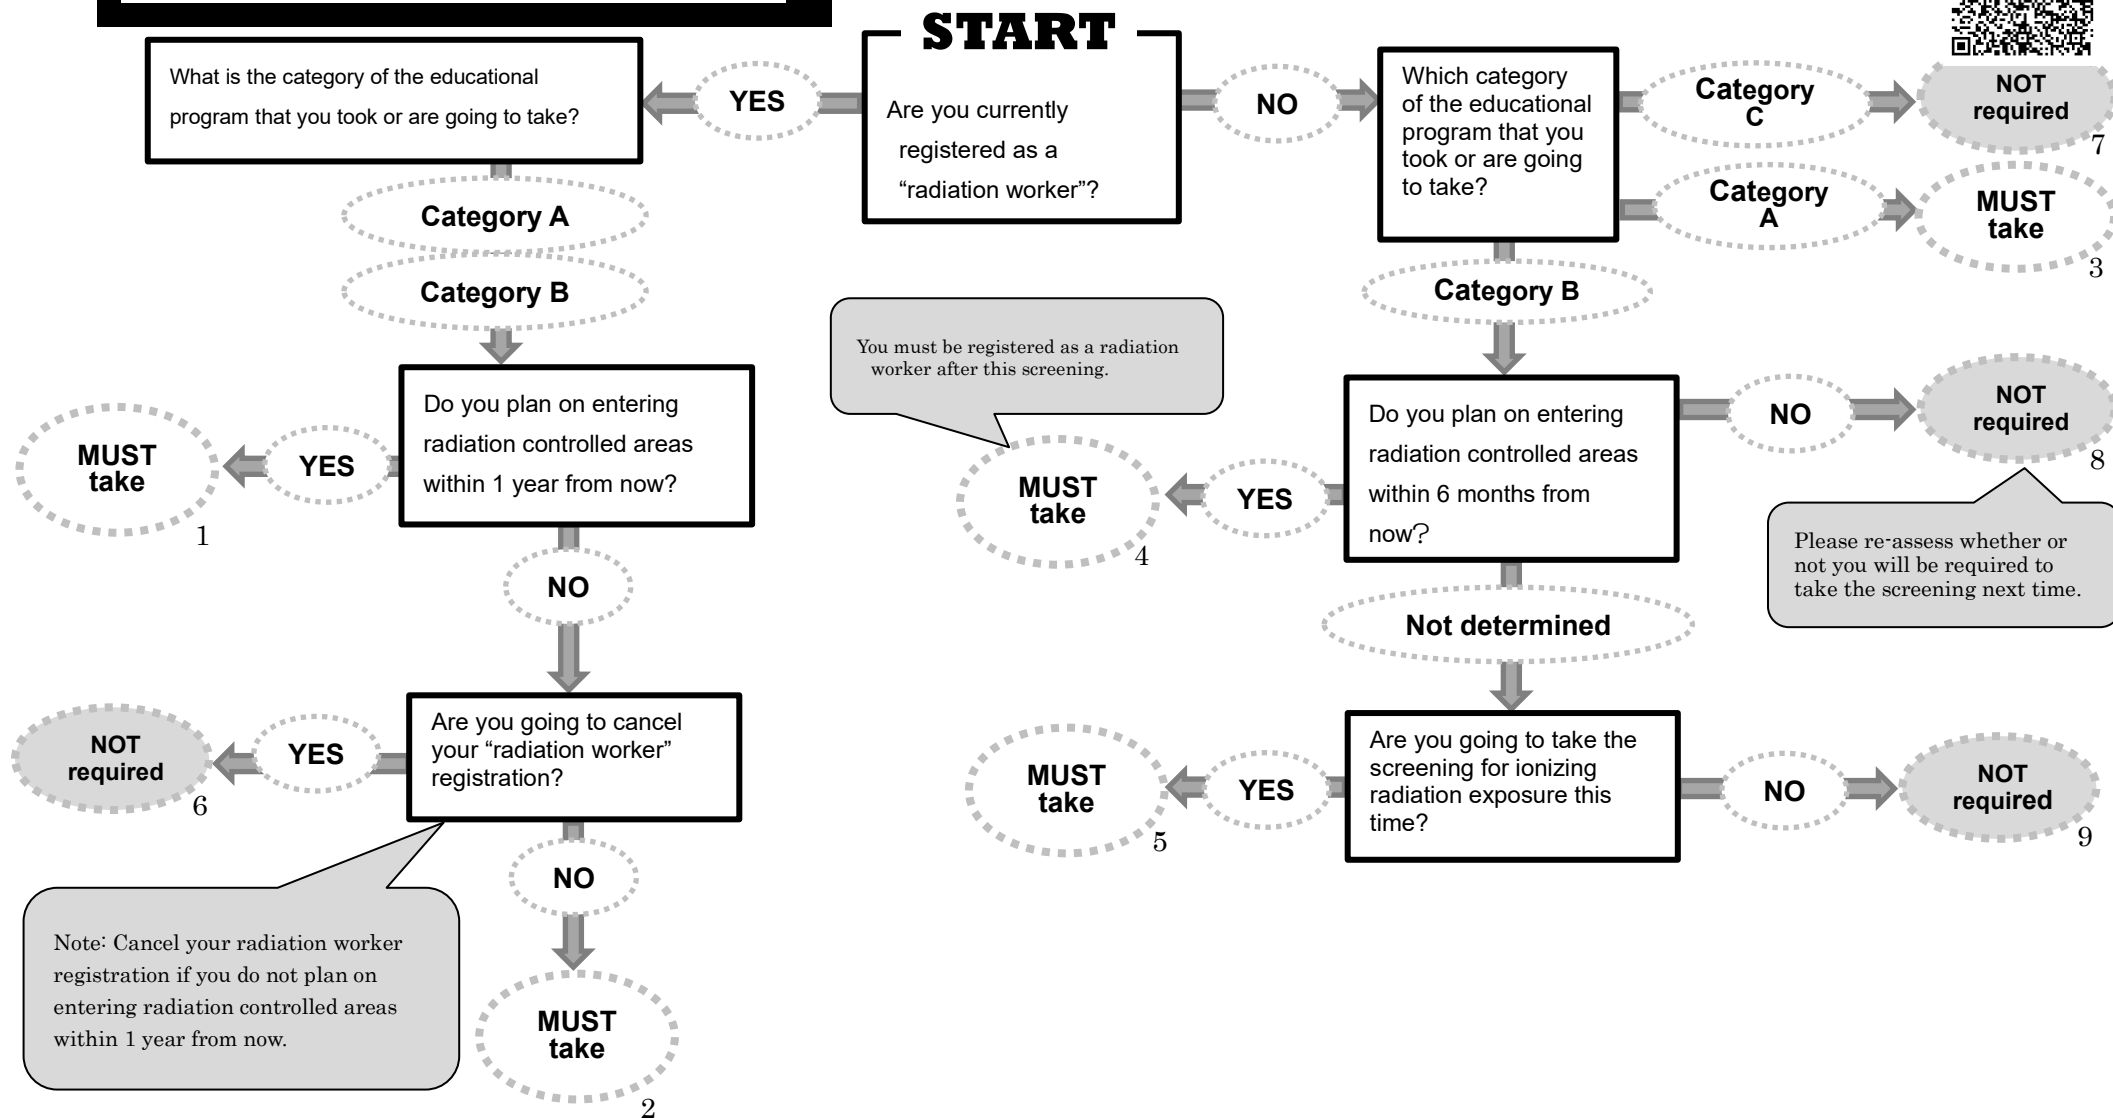 START
Are you currently
registered as a
“radiation worker”?
YES
What is the category of the educational
program that you took or are going to take?
Category A
Category B
Do you plan on entering
radiation controlled areas
within 1 year from now?
YES
MUST
take
1
NO
Are you going to cancel
your “radiation worker”
registration?
YES
NOT
required
6
Note: Cancel your radiation worker
registration if you do not plan on
entering radiation controlled areas
within 1 year from now.
NO
MUST
take
2
NO
Which category
of the educational
program that you
took or are going
to take?
Category
C
NOT
required
7
Category
A
MUST
take
3
Category B
Do you plan on entering
radiation controlled areas
within 6 months from
now?
YES
MUST
take
4
You must be registered as a radiation
worker after this screening.
NO
NOT
required
8
Please re-assess whether or
not you will be required to
take the screening next time.
Not determined
Are you going to take the
screening for ionizing
radiation exposure this
time?
YES
MUST
take
5
NO
NOT
required
9